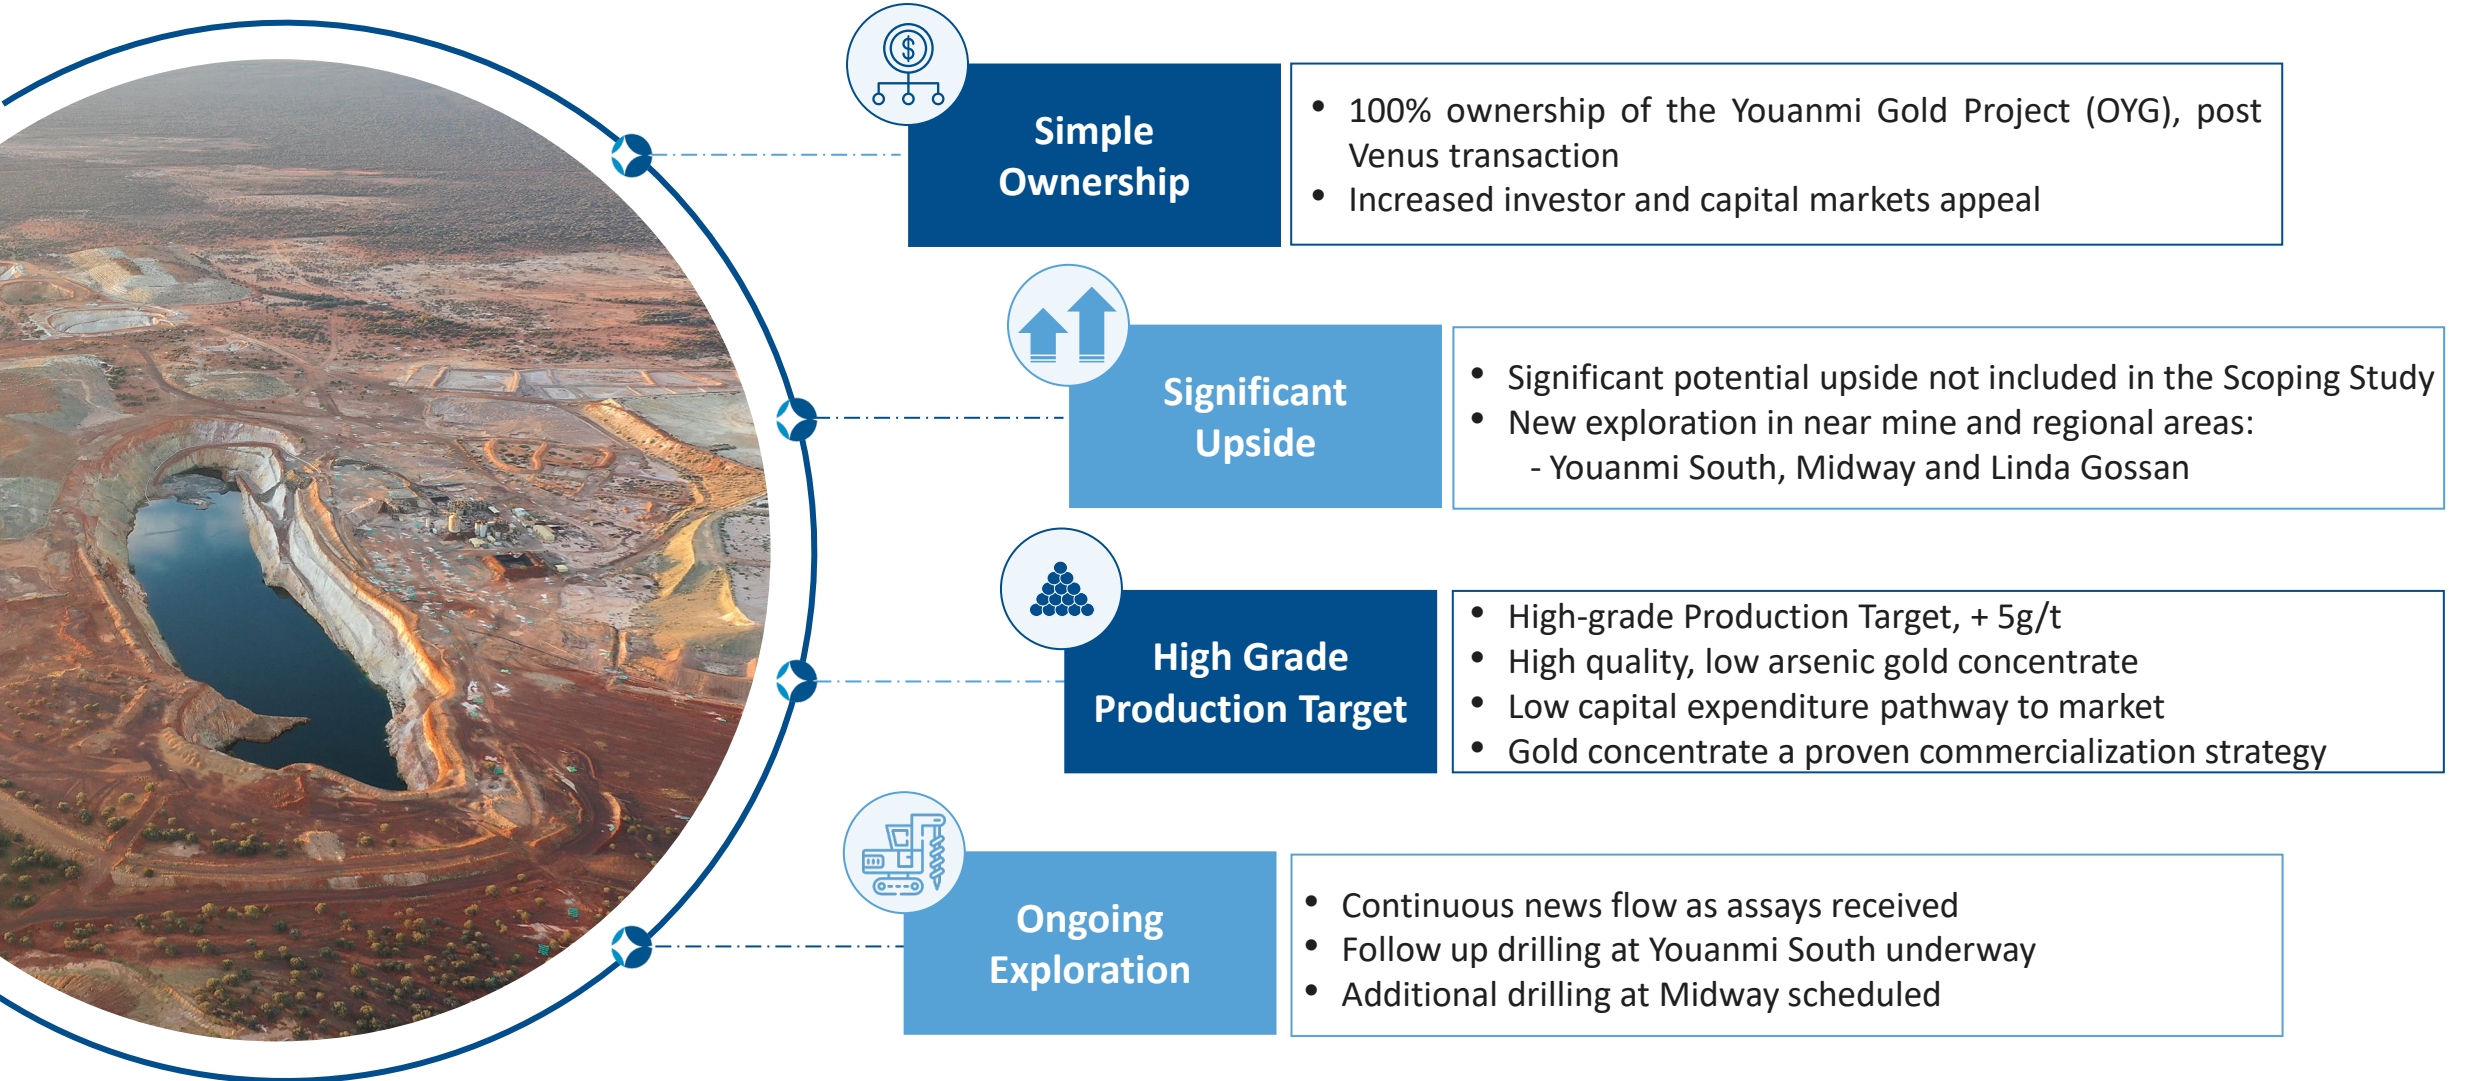 $
Simple
Ownership
• 100% ownership of the Youanmi Gold Project (OYG), post
Venus transaction
• Increased investor and capital markets appeal
Significant
Upside
• Significant potential upside not included in the Scoping Study
• New exploration in near mine and regional areas:
- Youanmi South, Midway and Linda Gossan
High Grade
Production Target
• High-grade Production Target, + 5g/t
• High quality, low arsenic gold concentrate
• Low capital expenditure pathway to market
• Gold concentrate a proven commercialization strategy
Ongoing
Exploration
• Continuous news flow as assays received
• Follow up drilling at Youanmi South underway
• Additional drilling at Midway scheduled